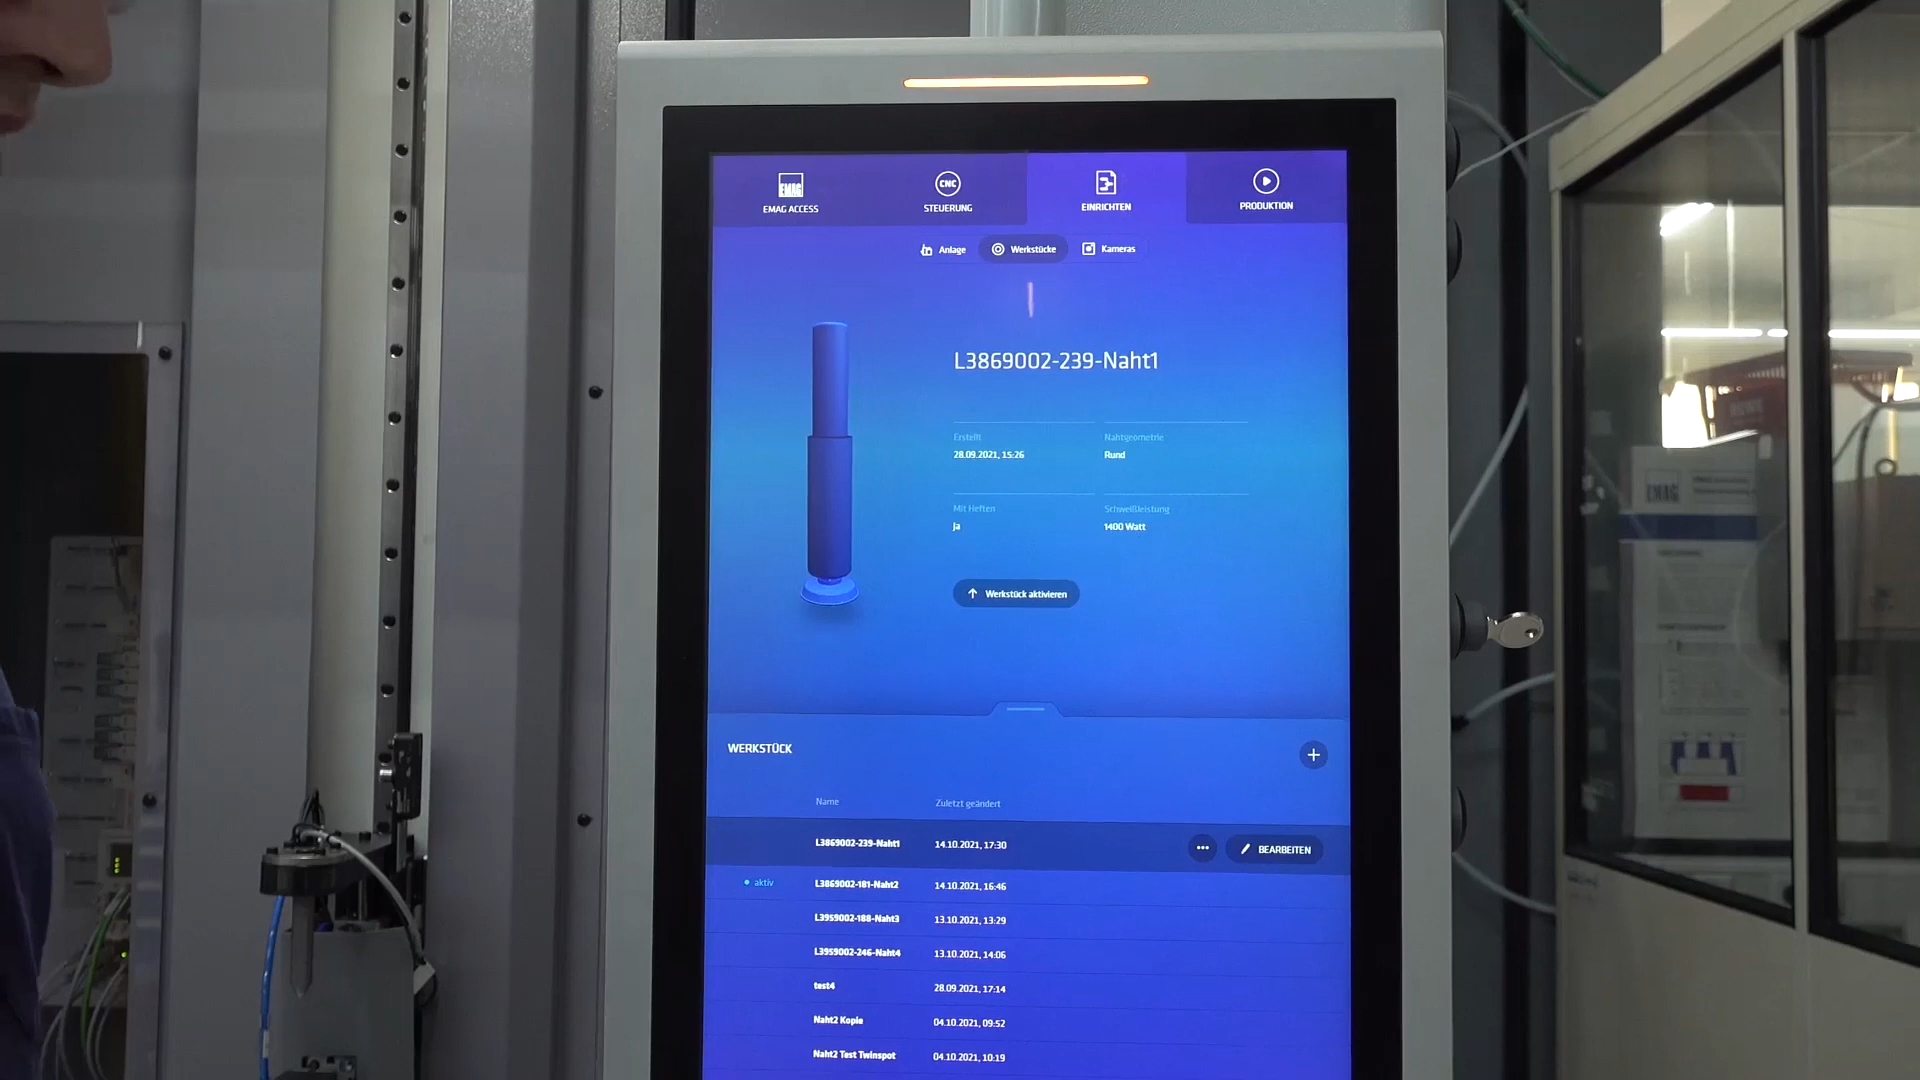 EMAG
EMAG ACCESS
CNC
STEUERUNG
EINRICHTEN
PRODUKTION
Anlage
Werkstücke
Kameras
L3869002-239-Naht1
Erstellt
28.09.2021, 15:26
Nahtgeometrie
Rund
Mit Heften
Ja
Schweißleistung
1400 Watt
Werkstück aktivieren
WERKSTÜCK
Name
Zuletzt geändert
L3869002-239-Naht1
14.10.2021, 17:30
BEARBEITEN
aktiv
L3869002-181-Naht2
14.10.2021, 16:46
L3959002-188-Naht3
13.10.2021, 13:29
L3959002-246-Naht4
13.10.2021, 14:06
test4
28.09.2021, 17:14
Naht2 Kopie
04.10.2021, 09:52
Naht2 Test Twinspot
04.10.2021, 10:19
EMAG